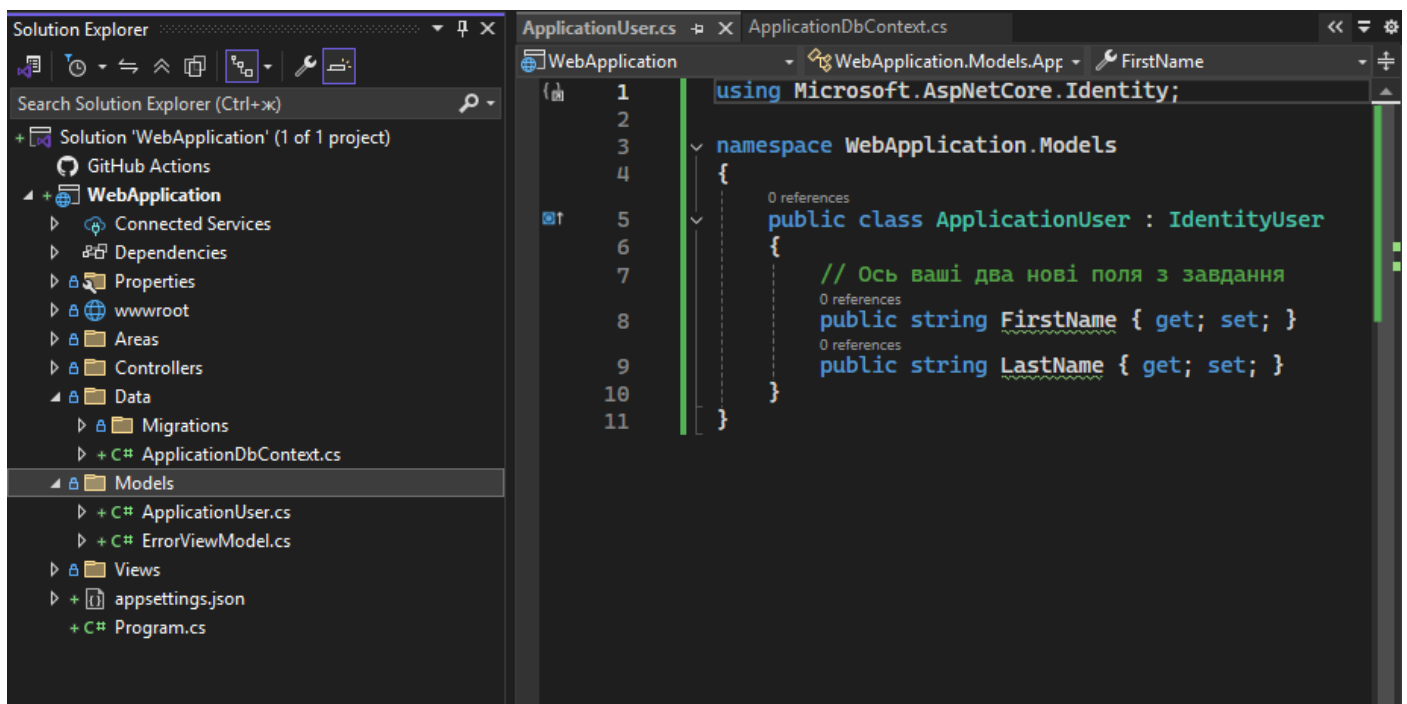 Solution Explorer
Search Solution Explorer (Ctrl+ж)
Solution 'WebApplication' (1 of 1 project)
GitHub Actions
WebApplication
Connected Services
Dependencies
Properties
wwwroot
Areas
Controllers
Data
Migrations
C# ApplicationDbContext.cs
Models
C# ApplicationUser.cs
C# ErrorViewModel.cs
Views
appsettings.json
C# Program.cs
ApplicationUser.cs ApplicationDbContext.cs
WebApplication WebApplication.Models.App FirstName
1 using Microsoft.AspNetCore.Identity;
2
3 namespace WebApplication.Models
4 {
0 references
5 public class ApplicationUser : IdentityUser
6 {
7 // Ось ваші два нові поля з завдання
0 references
8 public string FirstName { get; set; }
0 references
9 public string LastName { get; set; }
10 }
11 }